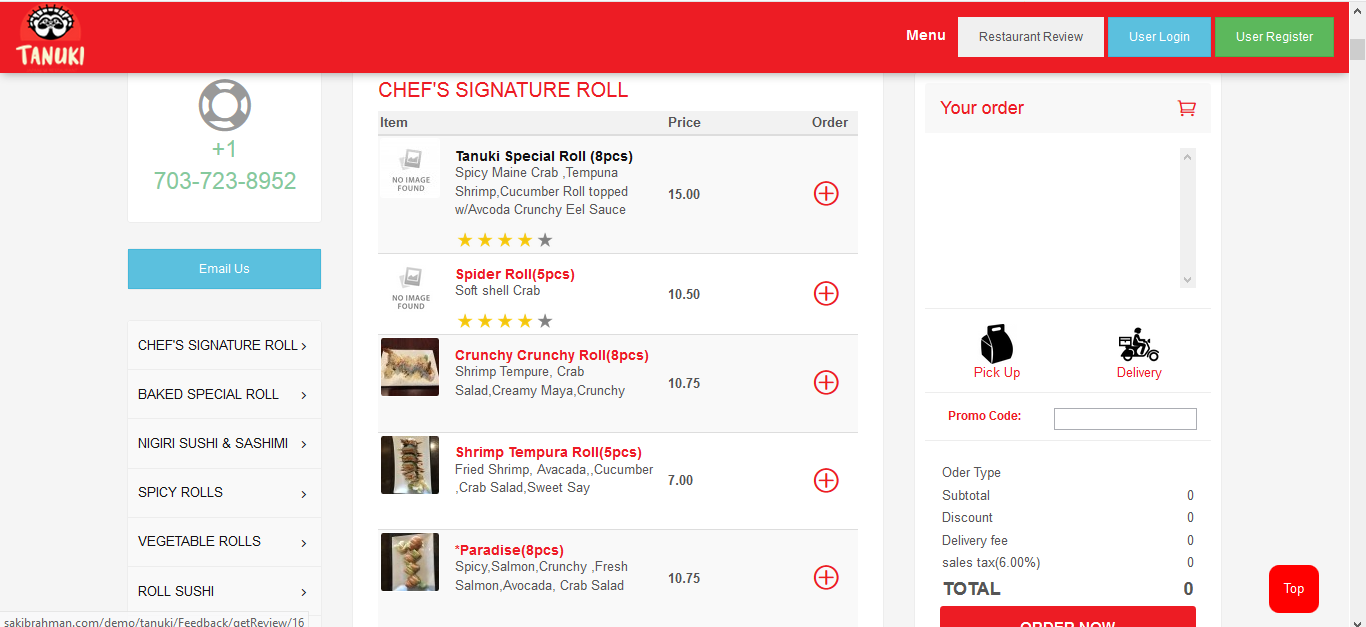 TANUKI
Menu
Restaurant Review
User Login
User Register
+1
703-723-8952
Email Us
CHEF'S SIGNATURE ROLL
BAKED SPECIAL ROLL
NIGIRI SUSHI & SASHIMI
SPICY ROLLS
VEGETABLE ROLLS
ROLL SUSHI
sakibrahman.com/demo/tanuki/Feedback/getReview/16
CHEF'S SIGNATURE ROLL
Item Price Order
NO IMAGE
FOUND
Tanuki Special Roll (8pcs)
Spicy Maine Crab ,Tempuna
Shrimp,Cucumber Roll topped
w/Avcoda Crunchy Eel Sauce
15.00
NO IMAGE
FOUND
Spider Roll(5pcs)
Soft shell Crab
10.50
Crunchy Crunchy Roll(8pcs)
Shrimp Tempure, Crab
Salad,Creamy Maya,Crunchy
10.75
Shrimp Tempura Roll(5pcs)
Fried Shrimp, Avacada,,Cucumber
,Crab Salad,Sweet Say
7.00
*Paradise(8pcs)
Spicy,Salmon,Crunchy ,Fresh
Salmon,Avocada, Crab Salad
10.75
Your order
Pick Up
Delivery
Promo Code:
Oder Type
Subtotal 0
Discount 0
Delivery fee 0
sales tax(6.00%) 0
TOTAL 0
ORDER NOW
Top